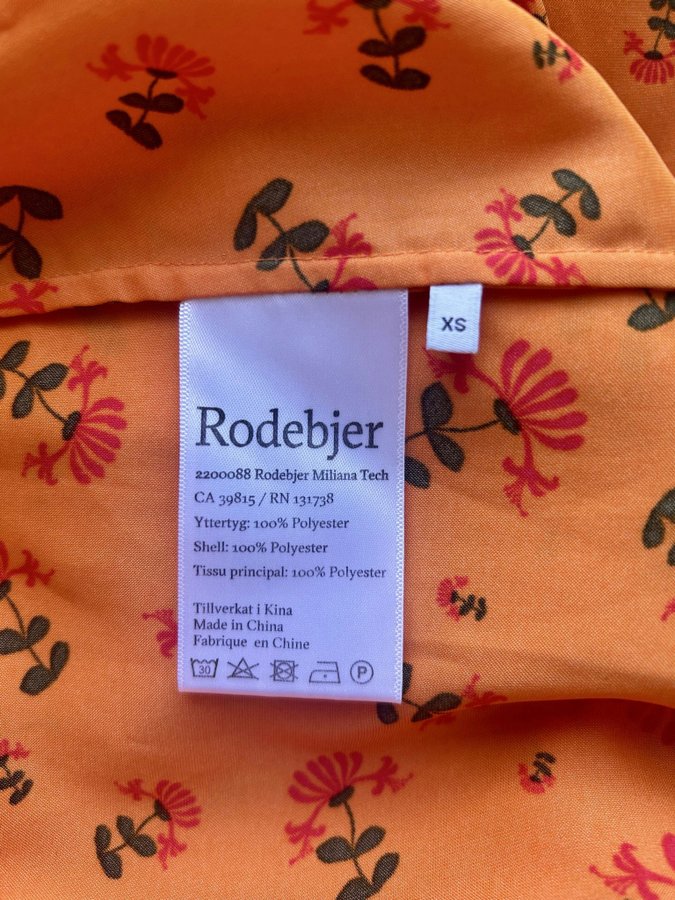 XS
Rodebjer
2200088 Rodebjer Miliana Tech
CA 39815 / RN 131738
Yttertyg: 100% Polyester
Shell: 100% Polyester
Tissu principal: 100% Polyester
Tillverkat i Kina
Made in China
Fabrique en Chine
30 P